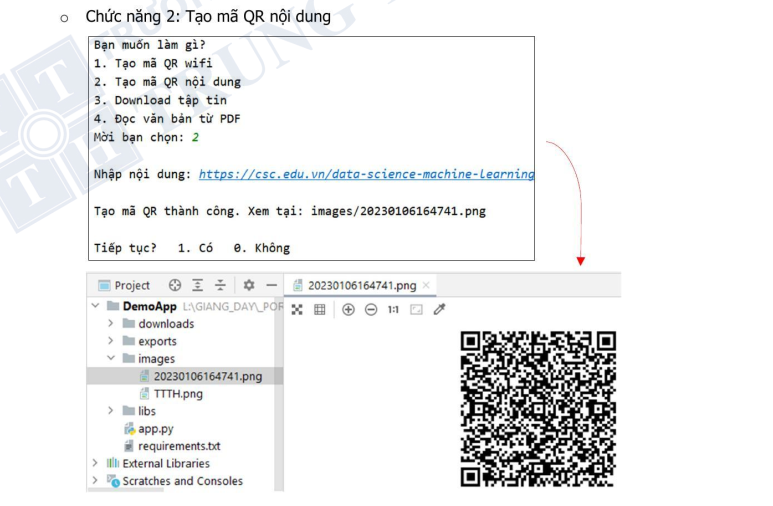 o Chức năng 2: Tạo mã QR nội dung
Bạn muốn làm gì?
1. Tạo mã QR wifi
2. Tạo mã QR nội dung
3. Download tập tin
4. Đọc văn bản từ PDF
Mời bạn chọn: 2
Nhập nội dung: https://csc.edu.vn/data-science-machine-learning
Tạo mã QR thành công. Xem tại: images/20230106164741.png
Tiếp tục? 1. Có 0. Không
Project
20230106164741.png
DemoApp L:\GIANG_DAY\_POR
1:1
downloads
exports
images
20230106164741.png
TTTH.png
libs
app.py
requirements.txt
External Libraries
Scratches and Consoles